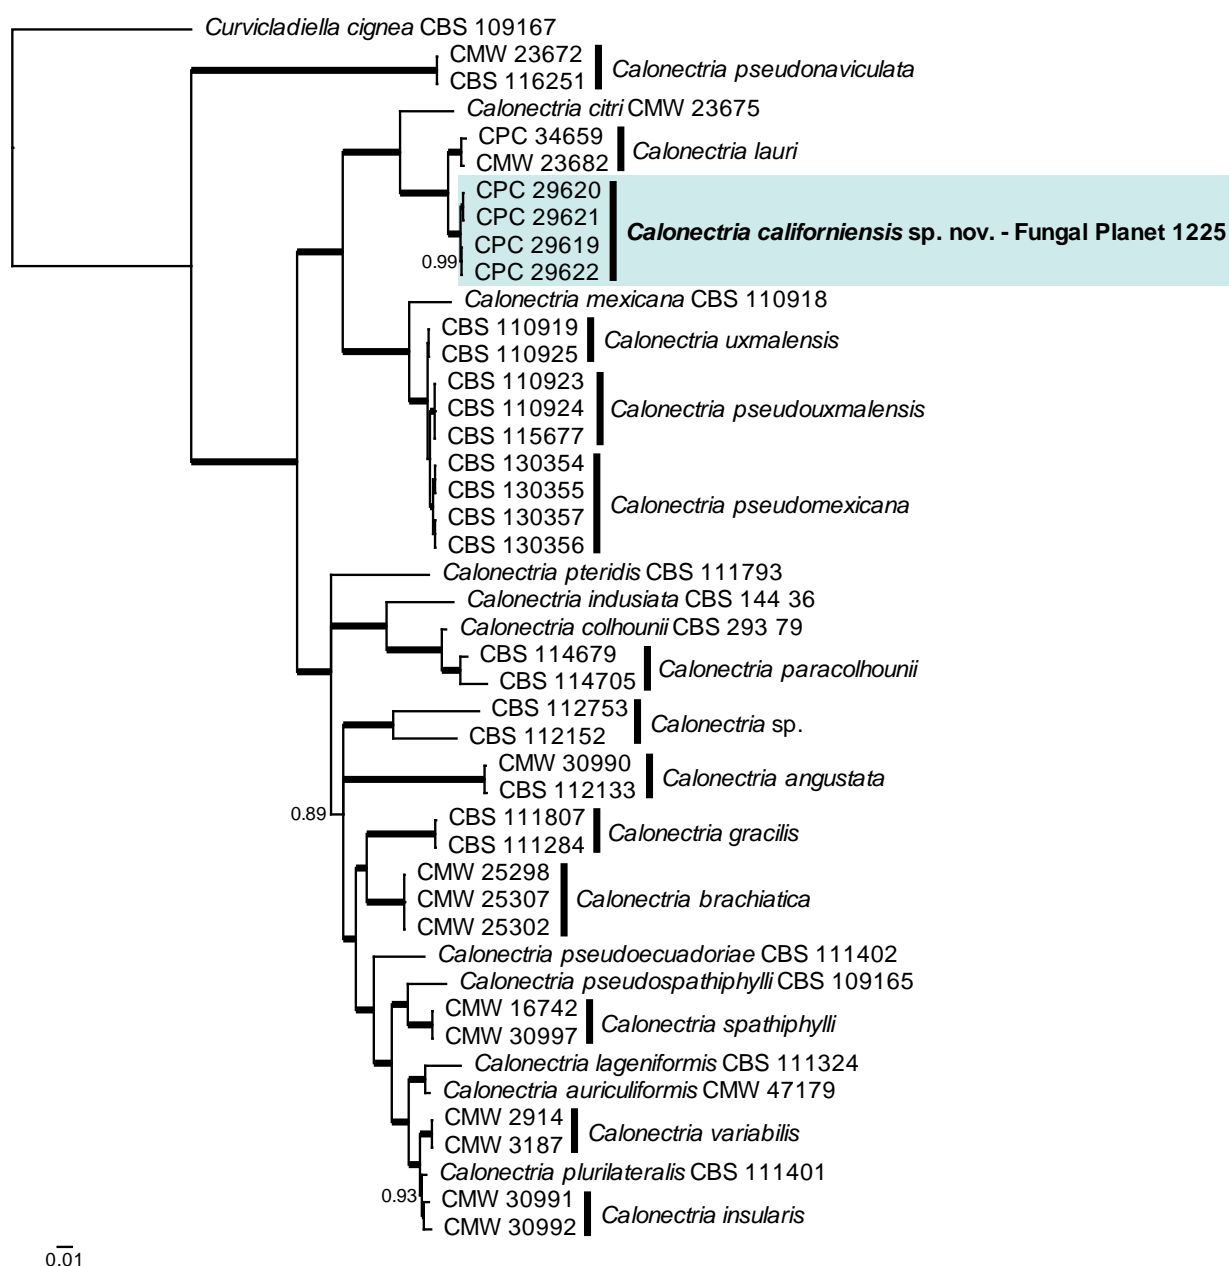 Curvicladiella cignea CBS 109167
CMW 23672
CBS 116251
Calonectria pseudonaviculata
Calonectria citri CMW 23675
CPC 34659
CMW 23682
Calonectria lauri
CPC 29620
CPC 29621
CPC 29619
CPC 29622
Calonectria californiensis sp. nov. - Fungal Planet 1225
0.99
Calonectria mexicana CBS 110918
CBS 110919
CBS 110925
Calonectria uxmalensis
CBS 110923
CBS 110924
CBS 115677
Calonectria pseudouxmalensis
CBS 130354
CBS 130355
CBS 130357
CBS 130356
Calonectria pseudomexicana
Calonectria pteridis CBS 111793
Calonectria indusiata CBS 144 36
Calonectria colhounii CBS 293 79
CBS 114679
CBS 114705
Calonectria paracolhounii
CBS 112753
CBS 112152
Calonectria sp.
CMW 30990
CBS 112133
Calonectria angustata
0.89
CBS 111807
CBS 111284
Calonectria gracilis
CMW 25298
CMW 25307
CMW 25302
Calonectria brachiatica
Calonectria pseudoecuadoriae CBS 111402
Calonectria pseudospathiphylli CBS 109165
CMW 16742
CMW 30997
Calonectria spathiphylli
Calonectria lageniformis CBS 111324
Calonectria auriculiformis CMW 47179
CMW 2914
CMW 3187
Calonectria variabilis
Calonectria plurilateralis CBS 111401
0.93
CMW 30991
CMW 30992
Calonectria insularis
0.01